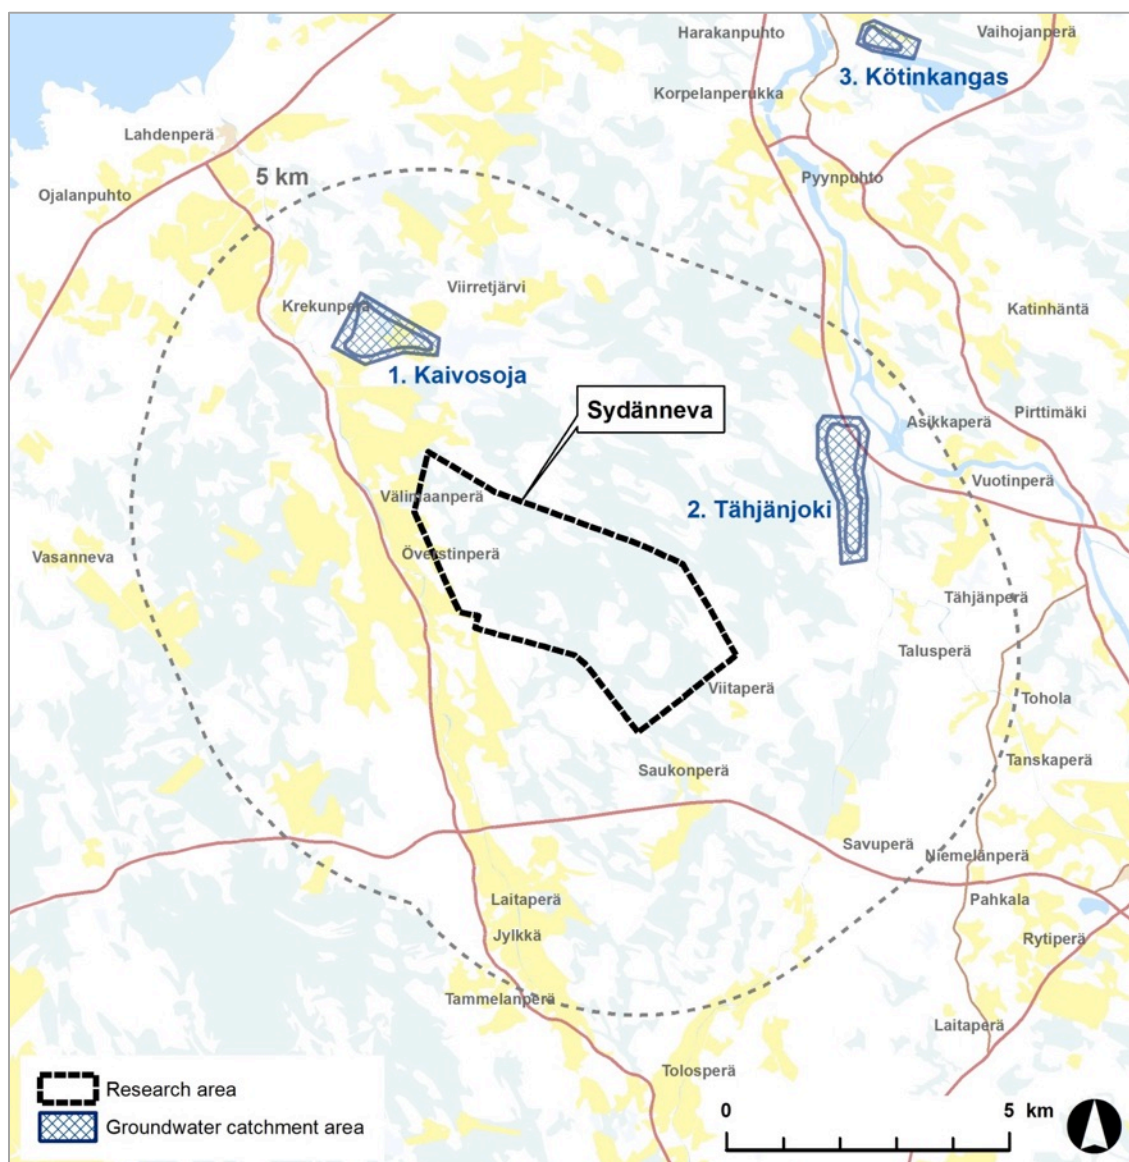 Harakanpuhto
Vaihojanperä
3. Kötinkangas
Korpelanperukka
Lahdenperä
5 km
Pyynpuhto
Ojalanpuhto
Viirretjärvi
Krekunperä
Katinhäntä
1. Kaivosoja
Sydänneva
Asikkaperä
Pirttimäki
Välimaanperä
Vuotinperä
2. Tähjänjoki
Vasanneva
Överstinperä
Tähjänperä
Talusperä
Viitaperä
Tohola
Saukonperä
Tanskaperä
Savuperä
Niemelänperä
Laitaperä
Pahkala
Jylkkä
Rytiperä
Tammelanperä
Laitaperä
Tolosperä
Research area
Groundwater catchment area
0 5 km